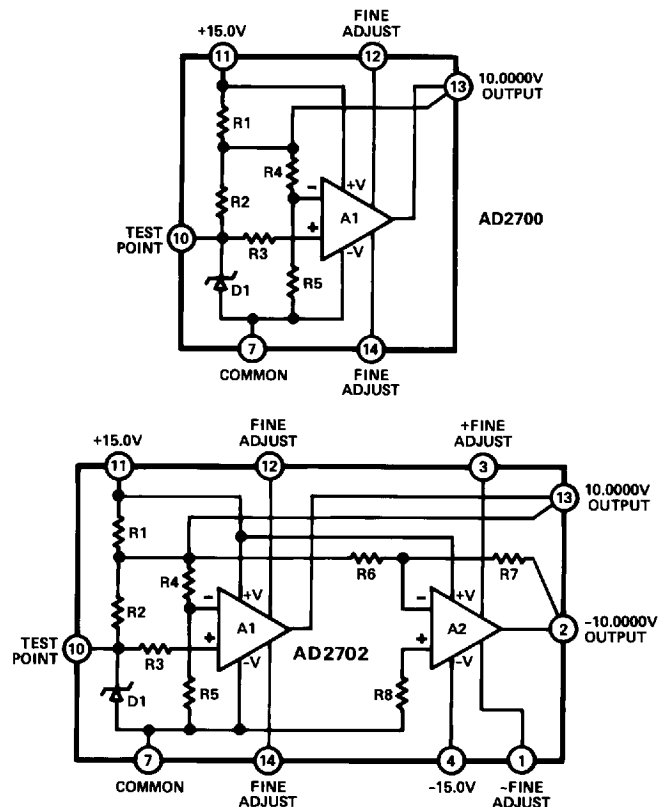 FINE
ADJUST
+15.0V
11
12
13
10.0000V
OUTPUT
R1
R4
R2
-
+V
A1
AD2700
TEST
POINT
10
+
-V
R3
D1
R5
7
14
COMMON
FINE
ADJUST
+15.0V
FINE
ADJUST
+FINE
ADJUST
11
12
3
13
10.0000V
OUTPUT
R1
R4
R6
R7
R2
-
+V
-
+V
A1
A2
2
-10.0000V
OUTPUT
TEST
POINT
10
+
-V
+
-V
R3
AD2702
D1
R5
R8
7
14
4
1
COMMON
FINE
ADJUST
-15.0V
-FINE
ADJUST